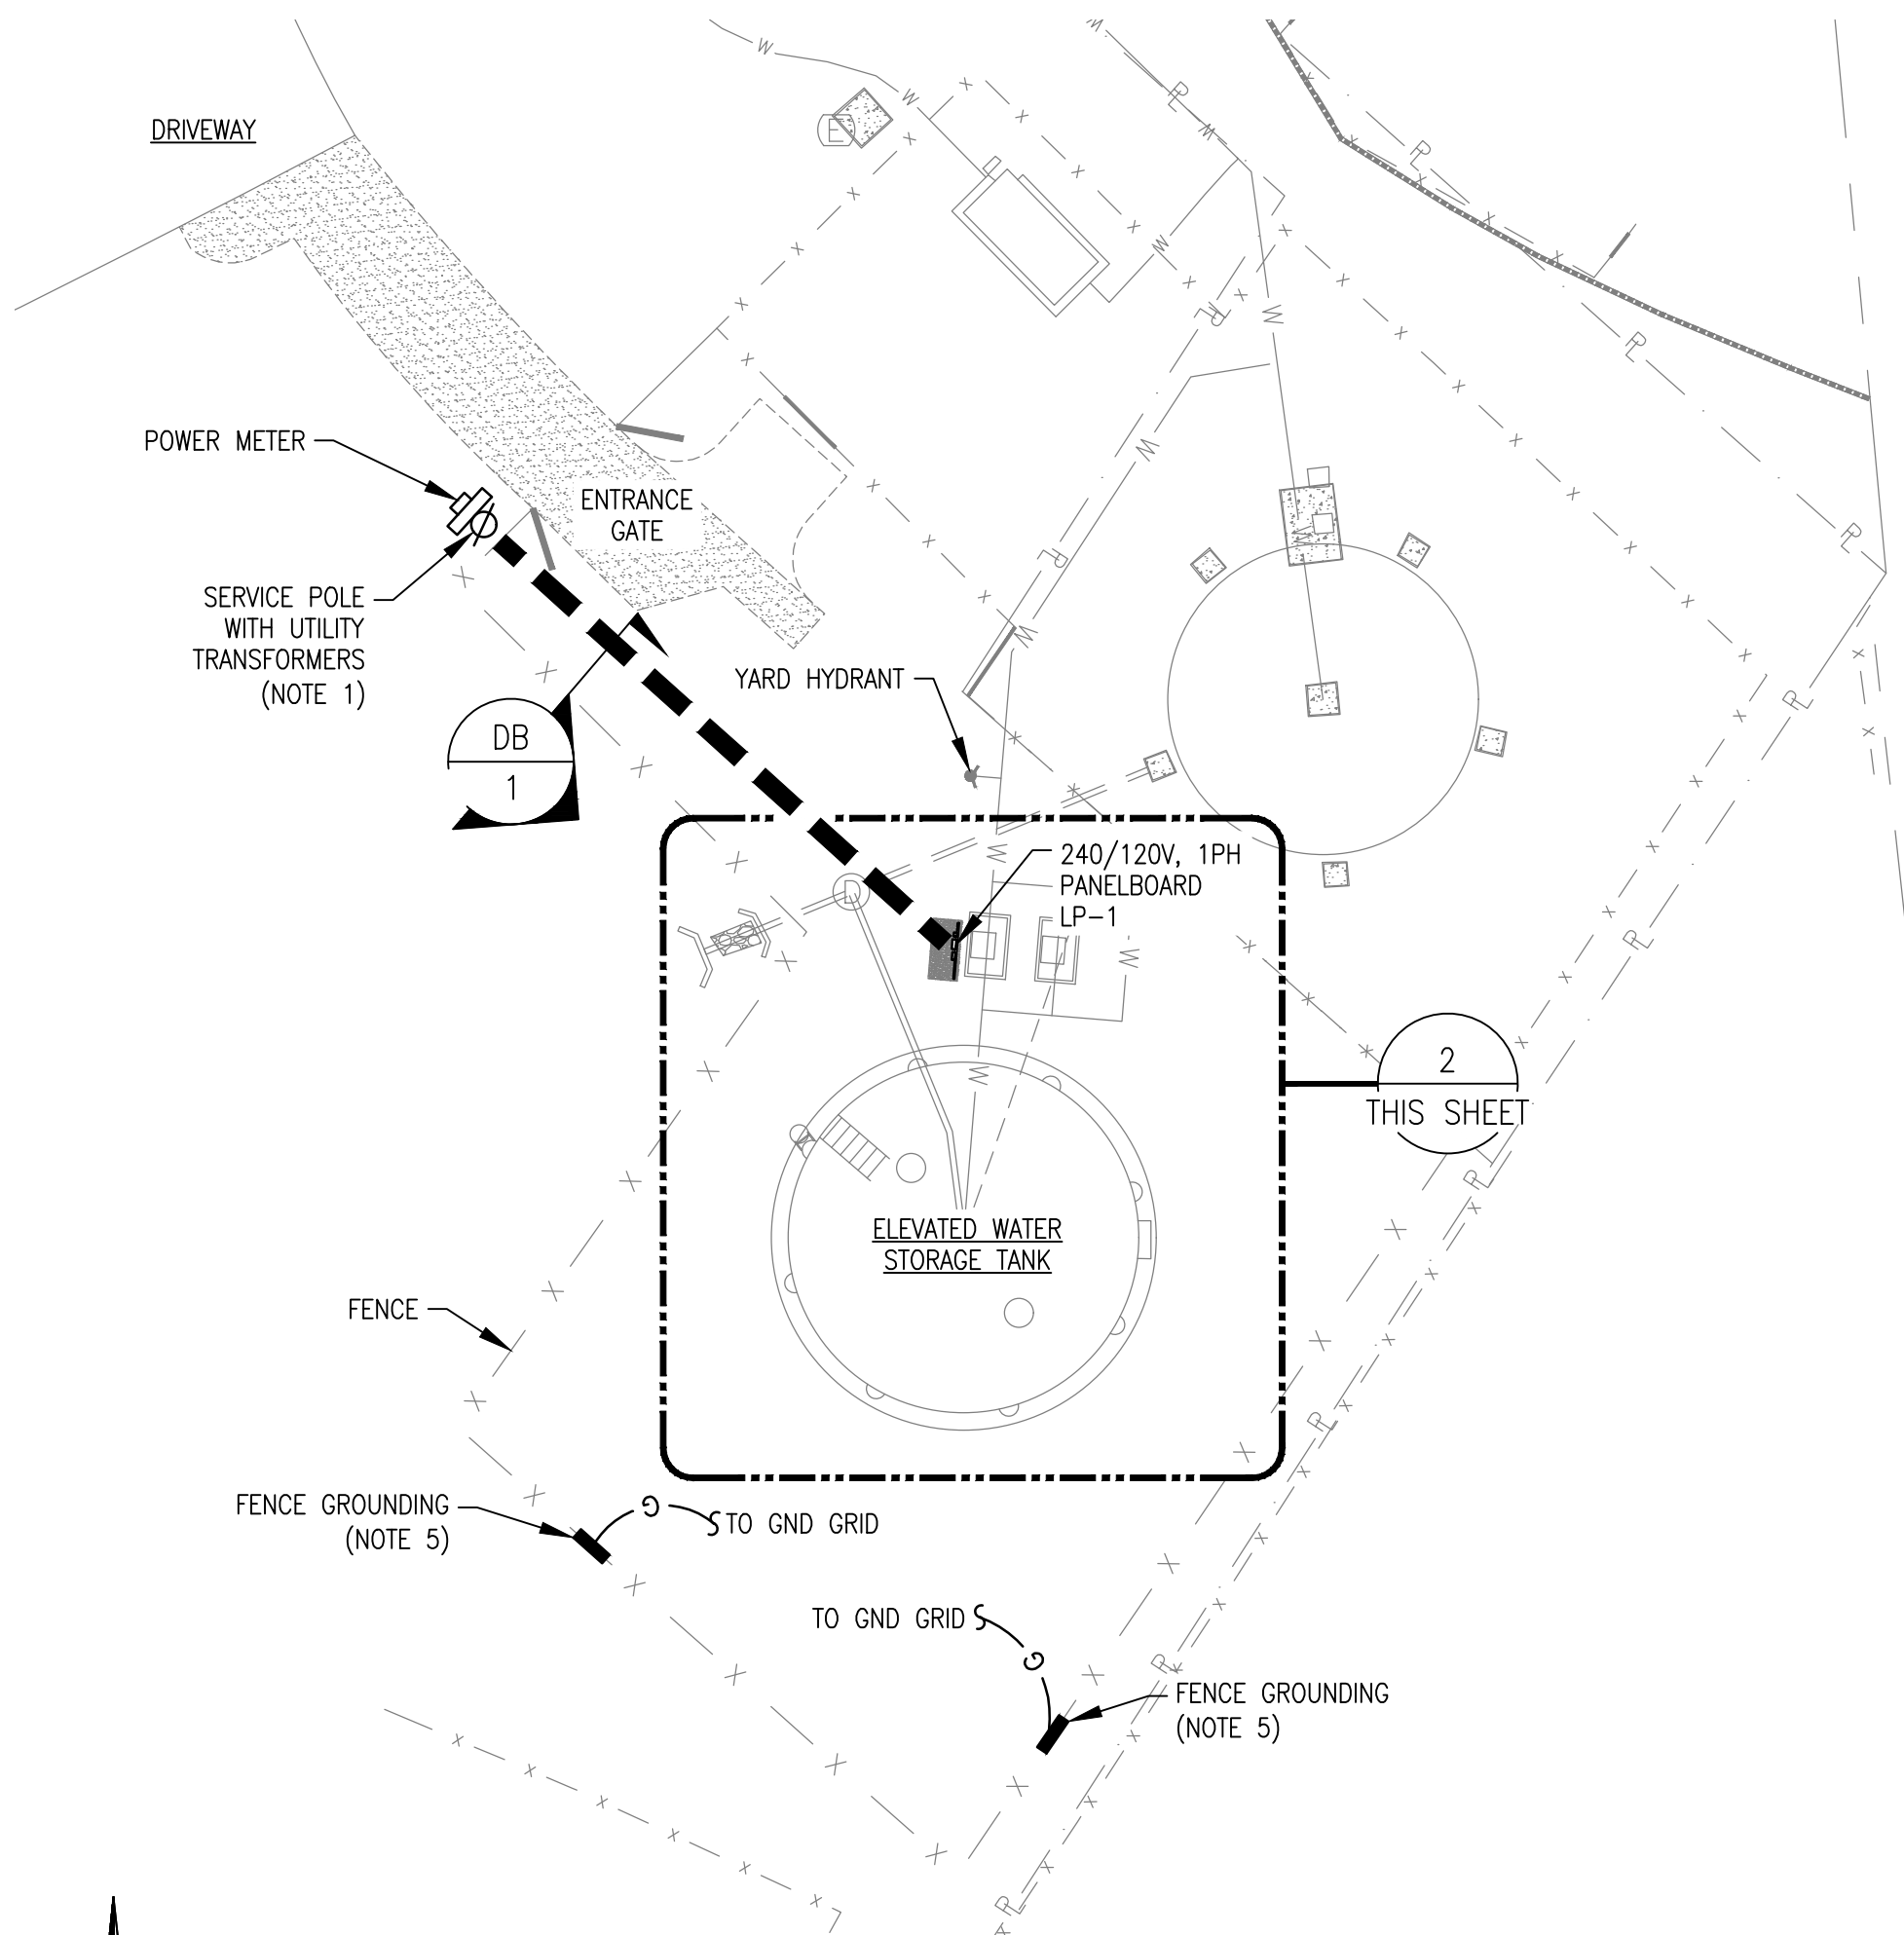 DRIVEWAY
E
POWER METER
ENTRANCE
GATE
SERVICE POLE
WITH UTILITY
TRANSFORMERS
(NOTE 1)
YARD HYDRANT
DB
1
240/120V, 1PH
PANELBOARD
LP-1
D
2
THIS SHEET
ELEVATED WATER
STORAGE TANK
FENCE
FENCE GROUNDING
(NOTE 5)
G
TO GND GRID
TO GND GRID
G
FENCE GROUNDING
(NOTE 5)